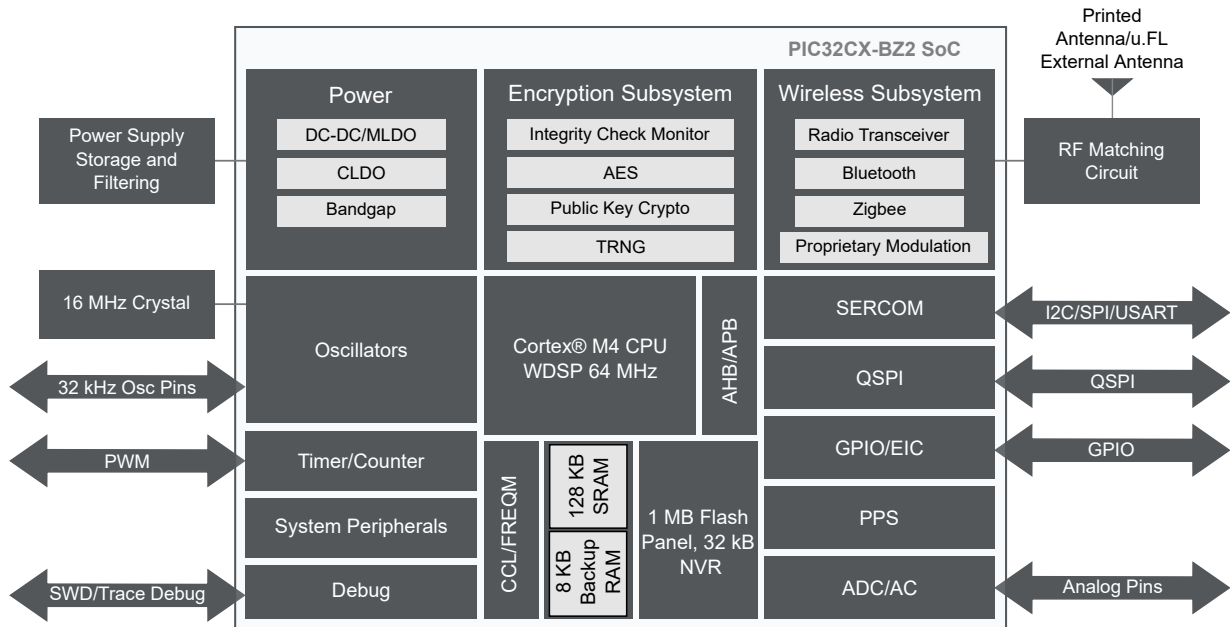 Printed
Antenna/u.FL
External Antenna
PIC32CX-BZ2 SoC
Power Supply
Storage and
Filtering
Power
DC-DC/MLDO
CLDO
Bandgap
Encryption Subsystem
Integrity Check Monitor
AES
Public Key Crypto
TRNG
Wireless Subsystem
Radio Transceiver
Bluetooth
Zigbee
Proprietary Modulation
RF Matching
Circuit
16 MHz Crystal
32 kHz Osc Pins
Oscillators
Cortex® M4 CPU
WDSP 64 MHz
AHB/APB
SERCOM
I2C/SPI/USART
QSPI
QSPI
PWM
Timer/Counter
System Peripherals
SWD/Trace Debug
Debug
CCL/FREQM
128 KB
SRAM
8 KB
Backup
RAM
1 MB Flash
Panel, 32 kB
NVR
GPIO/EIC
GPIO
PPS
ADC/AC
Analog Pins